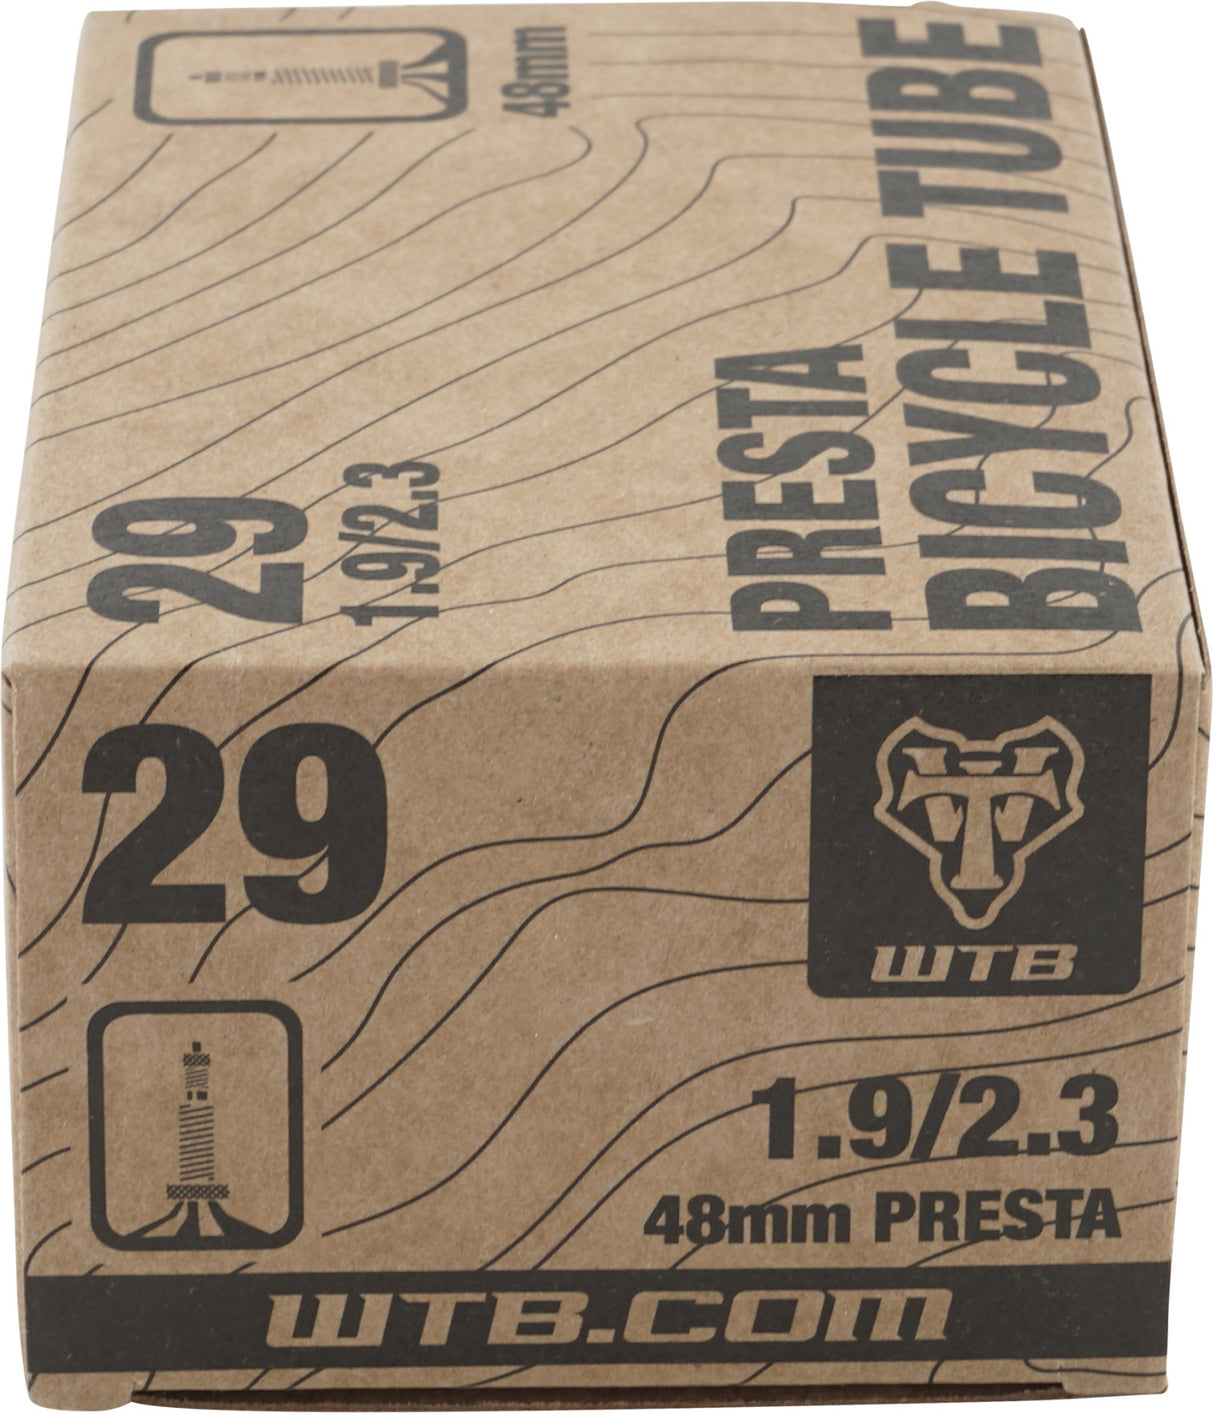 48mm
29
1.9/2.3
PRESTA
BICYCLE TUBE
29
WTB
1.9/2.3
48mm PRESTA
WTB.COM